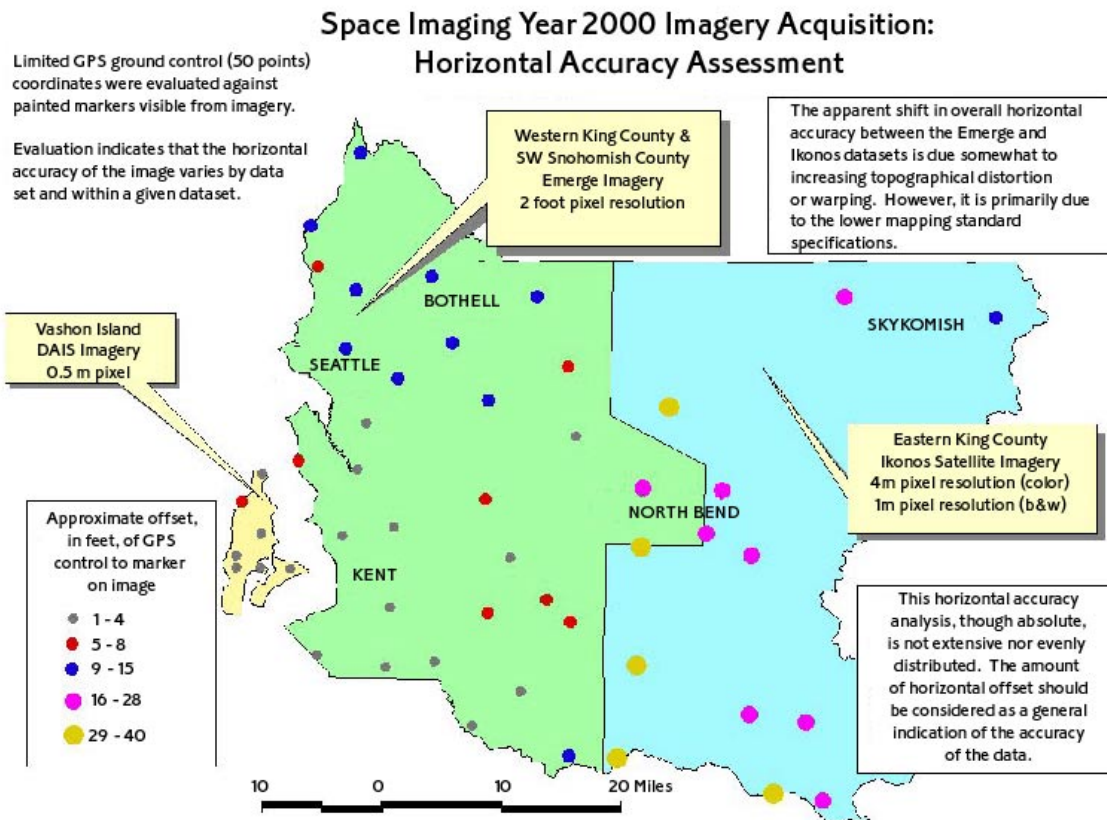 Space Imaging Year 2000 Imagery Acquisition:
Horizontal Accuracy Assessment
Limited GPS ground control (50 points)
coordinates were evaluated against
painted markers visible from imagery.
Evaluation indicates that the horizontal
accuracy of the image varies by data
set and within a given dataset.
Western King County &
SW Snohomish County
Emerge Imagery
2 foot pixel resolution
The apparent shift in overall horizontal
accuracy between the Emerge and
Ikonos datasets is due somewhat to
increasing topographical distortion
or warping. However, it is primarily due
to the lower mapping standard
specifications.
BOTHELL
SKYKOMISH
Vashon Island
DAIS Imagery
0.5 m pixel
SEATTLE
Eastern King County
Ikonos Satellite Imagery
4m pixel resolution (color)
1m pixel resolution (b&w)
NORTH BEND
KENT
Approximate offset,
in feet, of GPS
control to marker
on image
1 - 4
5 - 8
9 - 15
16 - 28
29 - 40
This horizontal accuracy
analysis, though absolute,
is not extensive nor evenly
distributed. The amount
of horizontal offset should
be considered as a general
indication of the accuracy
of the data.
10 0 10 20 Miles